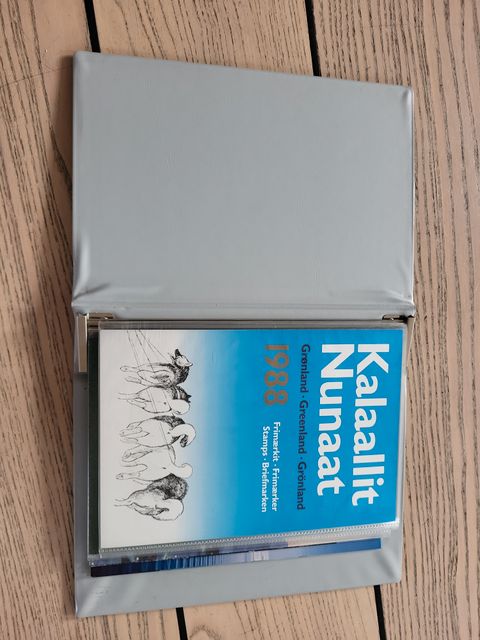 Kalaallit
Nunaat
Grønland · Greenland · Grönland
1988
Frimærkit · Frimærker
Stamps · Briefmarken